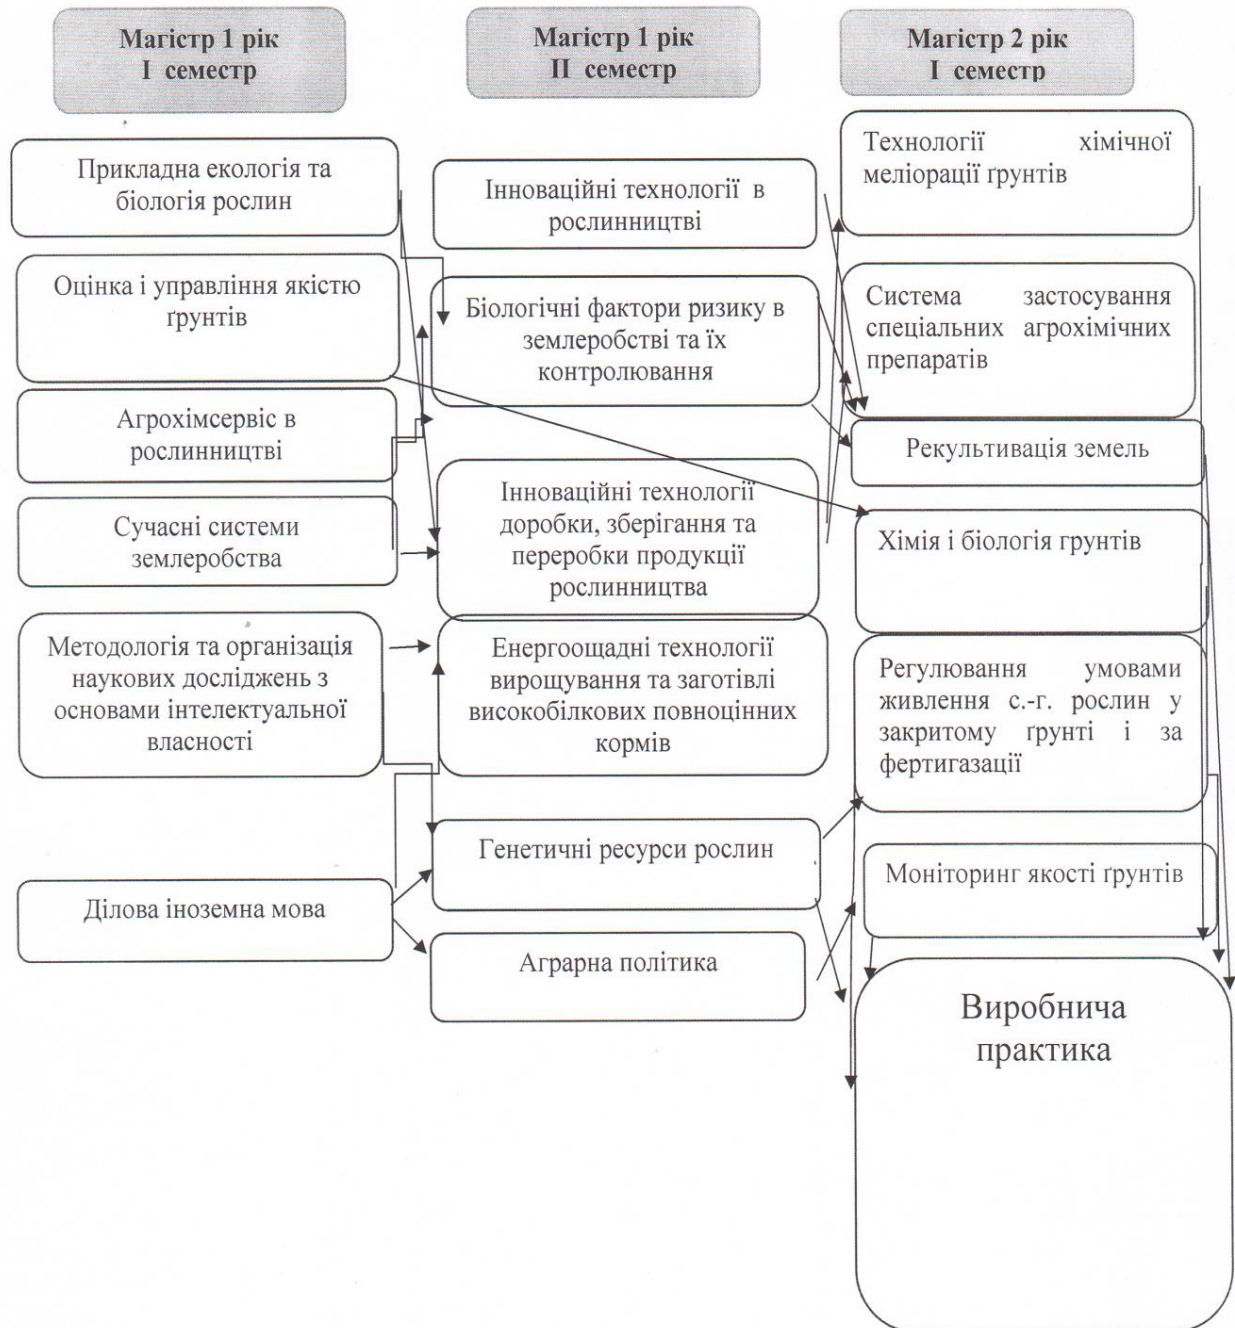 Магістр 1 рік
І семестр
Магістр 1 рік
ІІ семестр
Магістр 2 рік
І семестр
Прикладна екологія та
біологія рослин
Оцінка і управління якістю
ґрунтів
Агрохімсервіс в
рослинництві
Сучасні системи
землеробства
Методологія та організація
наукових досліджень з
основами інтелектуальної
власності
Ділова іноземна мова
Інноваційні технології в
рослинництві
Біологічні фактори ризику в
землеробстві та їх
контролювання
Інноваційні технології
доробки, зберігання та
переробки продукції
рослинництва
Енергоощадні технології
вирощування та заготівлі
високобілкових повноцінних
кормів
Генетичні ресурси рослин
Аграрна політика
Технології хімічної
меліорації ґрунтів
Система застосування
спеціальних агрохімічних
препаратів
Рекультивація земель
Хімія і біологія грунтів
Регулювання умовами
живлення с.-г. рослин у
закритому ґрунті і за
фертигазації
Моніторинг якості ґрунтів
Виробнича
практика